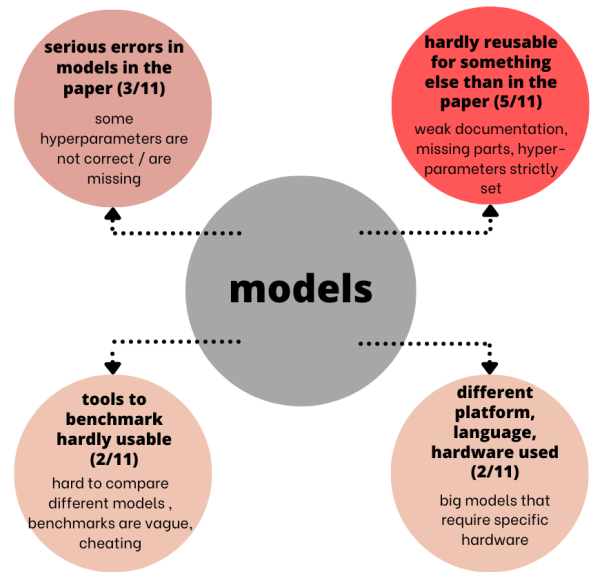 serious errors in
models in the
paper (3/11)
some
hyperparameters are
not correct / are
missing
hardly reusable
for something
else than in the
paper (5/11)
weak documentation,
missing parts, hyper-
parameters strictly
set
models
tools to
benchmark
hardly usable
(2/11)
hard to compare
different models ,
benchmarks are vague,
cheating
different
platform,
language,
hardware used
(2/11)
big models that
require specific
hardware